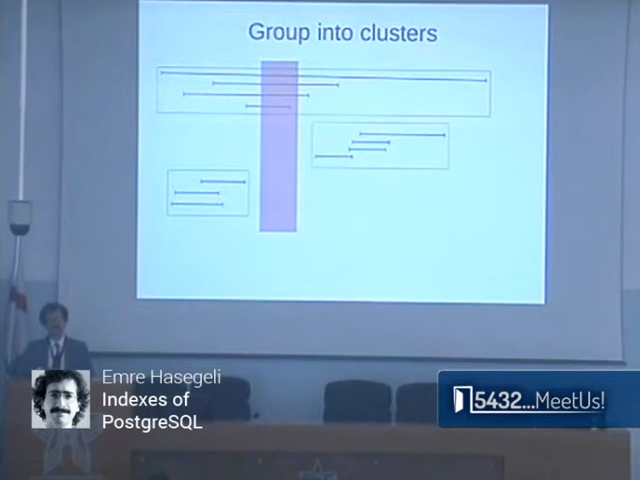 Group into clusters
Emre Hasegeli
Indexes of
PostgreSQL
5432...MeetUs!